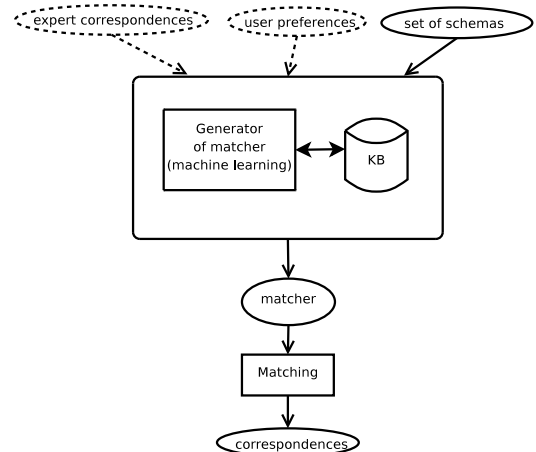 expert correspondences
user preferences
set of schemas
Generator
of matcher
(machine learning)
KB
matcher
Matching
correspondences